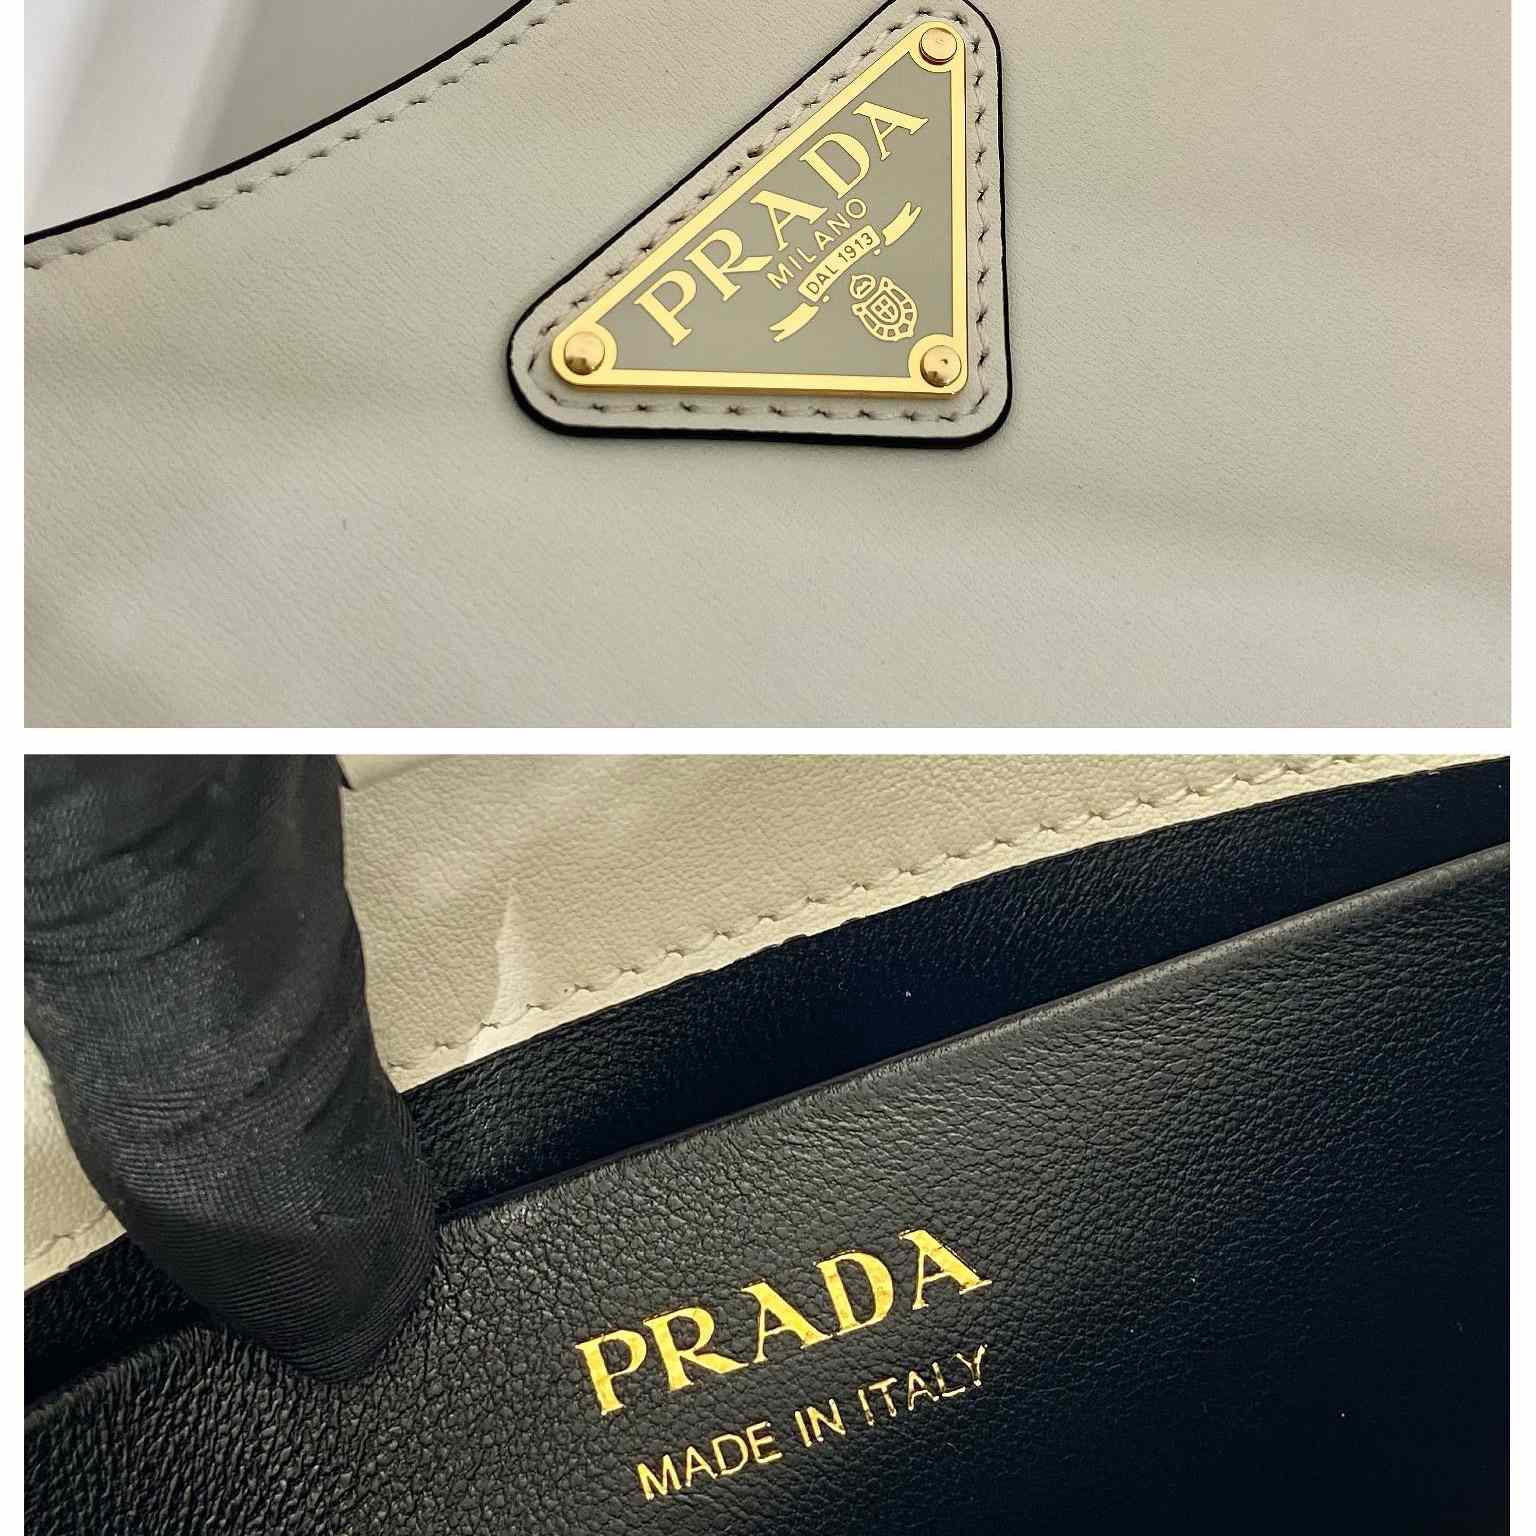 PRADA
MILANO
DAL 1913
PRADA
MADE IN ITALY